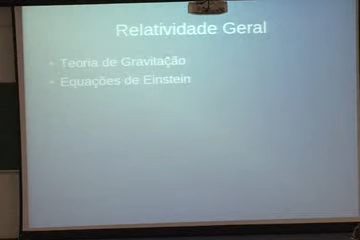 Relatividade Geral
Teoria de Gravitação
Equações de Einstein